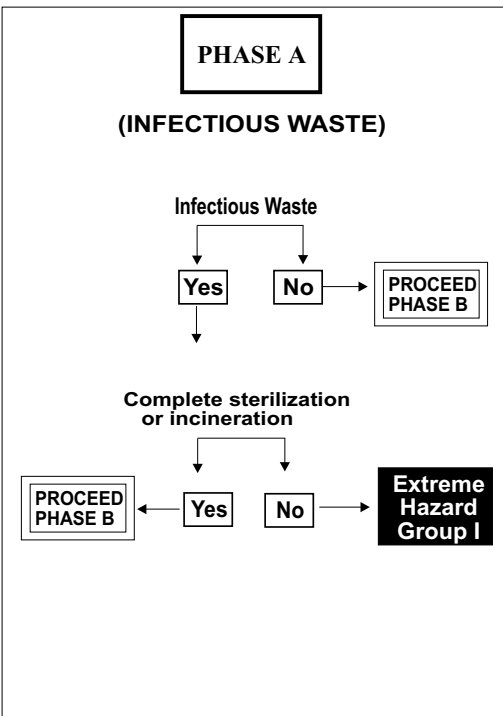 PHASE A
(INFECTIOUS WASTE)
Infectious Waste
Yes
No
PROCEED
PHASE B
Complete sterilization
or incineration
PROCEED
PHASE B
Yes
No
Extreme
Hazard
Group I